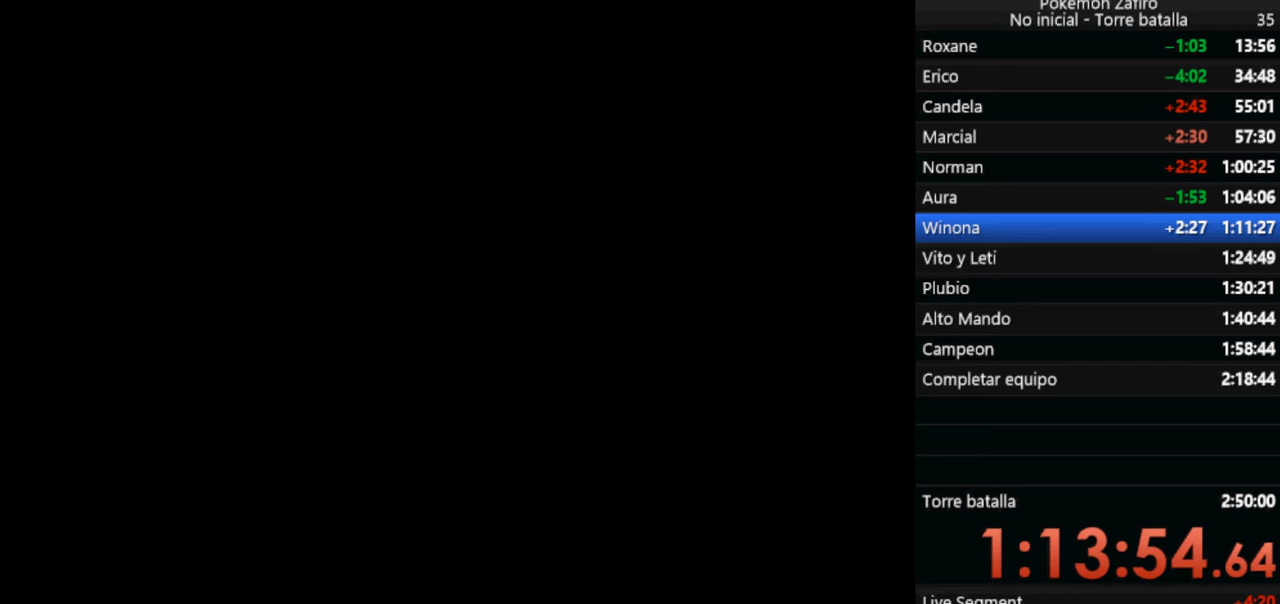 Pokemon Zafiro
No inicial - Torre batalla 35
Roxane −1:03 13:56
Erico −4:02 34:48
Candela +2:43 55:01
Marcial +2:30 57:30
Norman +2:32 1:00:25
Aura −1:53 1:04:06
Winona +2:27 1:11:27
Vito y Leti 1:24:49
Plubio 1:30:21
Alto Mando 1:40:44
Campeon 1:58:44
Completar equipo 2:18:44
Torre batalla 2:50:00
1:13:54.64
Live Segment +4:20